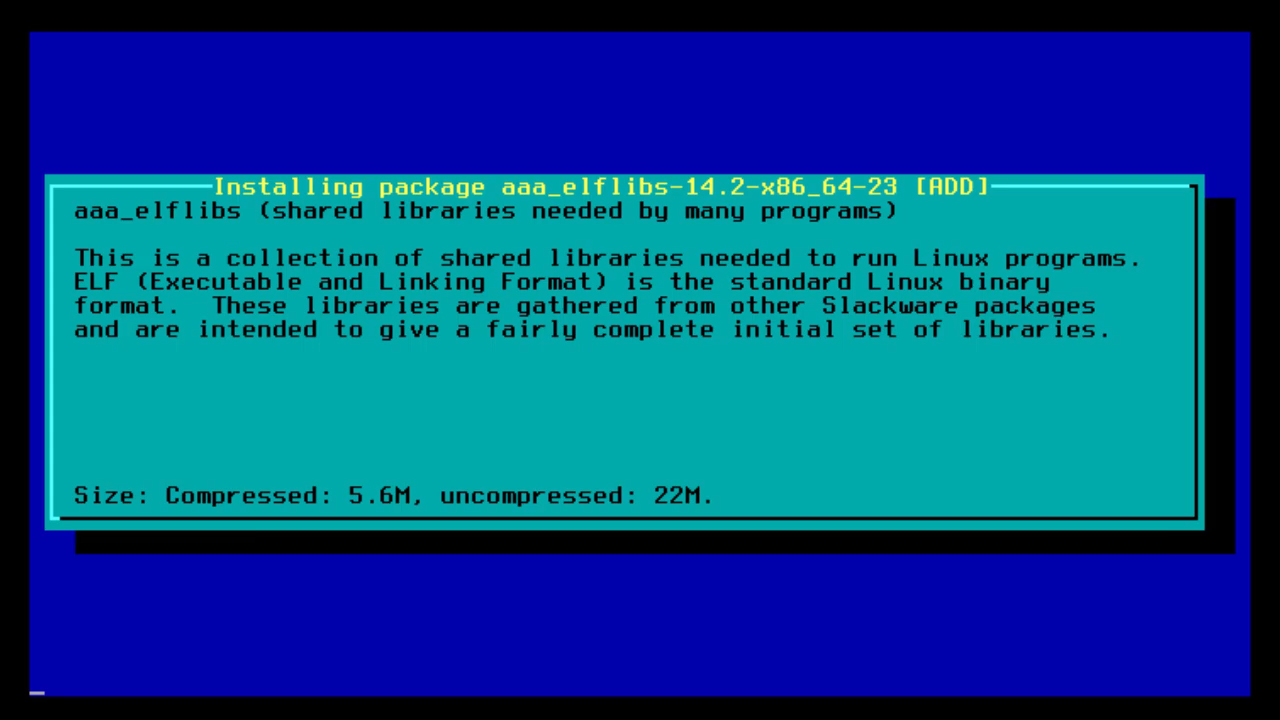 Installing package aaa_elflibs-14.2-x86_64-23 [ADD]
aaa_elflibs (shared libraries needed by many programs)
This is a collection of shared libraries needed to run Linux programs.
ELF (Executable and Linking Format) is the standard Linux binary
format.  These libraries are gathered from other Slackware packages
and are intended to give a fairly complete initial set of libraries.
Size: Compressed: 5.6M, uncompressed: 22M.